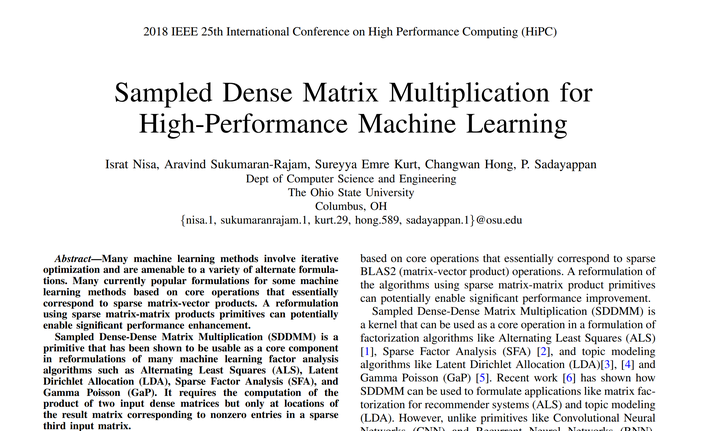 2018 IEEE 25th International Conference on High Performance Computing (HiPC)
Sampled Dense Matrix Multiplication for
High-Performance Machine Learning
Israt Nisa, Aravind Sukumaran-Rajam, Sureyya Emre Kurt, Changwan Hong, P. Sadayappan
Dept of Computer Science and Engineering
The Ohio State University
Columbus, OH
{nisa.1, sukumaranrajam.1, kurt.29, hong.589, sadayappan.1}@osu.edu
Abstract—Many machine learning methods involve iterative
optimization and are amenable to a variety of alternate formula-
tions. Many currently popular formulations for some machine
learning methods based on core operations that essentially
correspond to sparse matrix-vector products. A reformulation
using sparse matrix-matrix products primitives can potentially
enable significant performance enhancement.
Sampled Dense-Dense Matrix Multiplication (SDDMM) is a
primitive that has been shown to be usable as a core component
in reformulations of many machine learning factor analysis
algorithms such as Alternating Least Squares (ALS), Latent
Dirichlet Allocation (LDA), Sparse Factor Analysis (SFA), and
Gamma Poisson (GaP). It requires the computation of the
product of two input dense matrices but only at locations of
the result matrix corresponding to nonzero entries in a sparse
third input matrix.
based on core operations that essentially correspond to sparse
BLAS2 (matrix-vector product) operations. A reformulation of
the algorithms using sparse matrix-matrix product primitives
can potentially enable significant performance improvement.
Sampled Dense-Dense Matrix Multiplication (SDDMM) is
a kernel that can be used as a core operation in a formulation of
factorization algorithms like Alternating Least Squares (ALS)
[1], Sparse Factor Analysis (SFA) [2], and topic modeling
algorithms like Latent Dirichlet Allocation (LDA)[3], [4] and
Gamma Poisson (GaP) [5]. Recent work [6] has shown how
SDDMM can be used to formulate applications like matrix fac-
torization for recommender systems (ALS) and topic modeling
(LDA). However, unlike primitives like Convolutional Neural
Networks (CNN) and Recurrent Neural Networks (RNN),